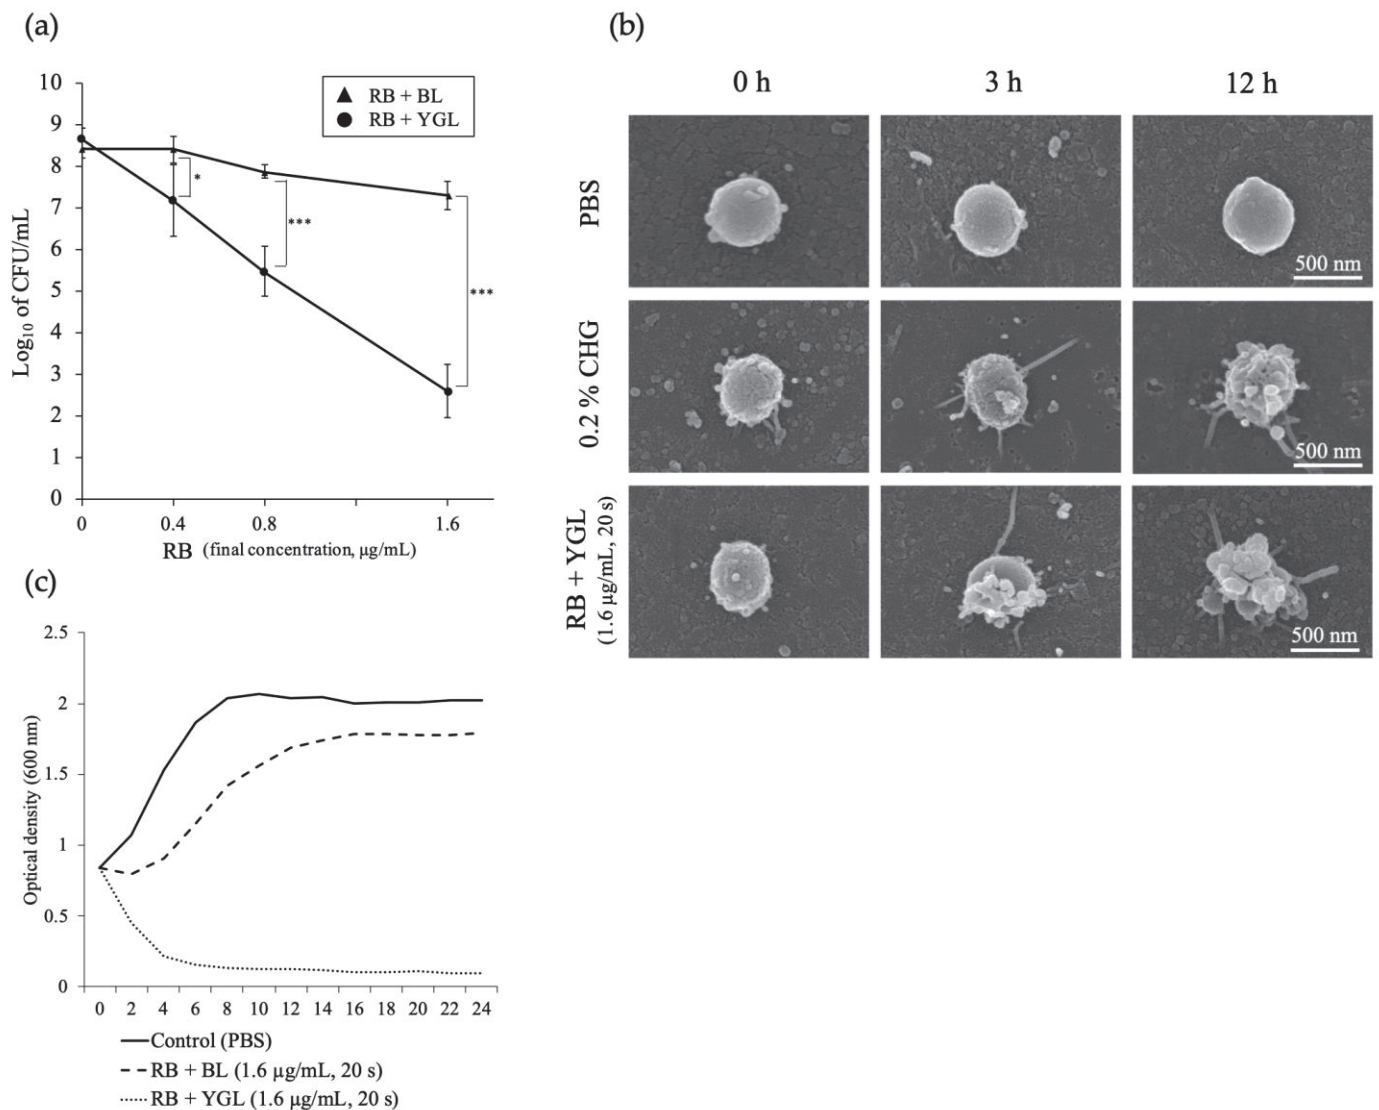 (a)
10
9
8
7
6
5
4
3
2
1
0
Log10 of CFU/mL
RB + BL
RB + YGL
*
***
***
0
0.4
0.8
1.6
RB (final concentration, μg/mL)
(b)
0 h
3 h
12 h
PBS
500 nm
0.2 % CHG
500 nm
RB + YGL
(1.6 μg/mL, 20 s)
500 nm
(c)
2.5
2
1.5
1
0.5
0
Optical density (600 nm)
0 2 4 6 8 10 12 14 16 18 20 22 24
Control (PBS)
RB + BL (1.6 μg/mL, 20 s)
RB + YGL (1.6 μg/mL, 20 s)